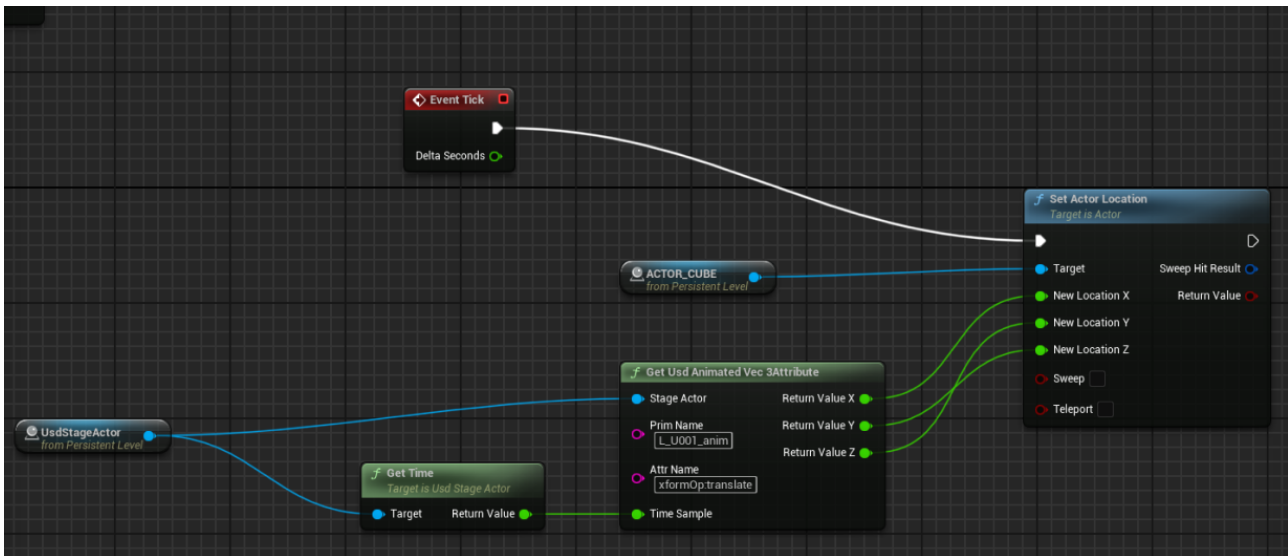 Event Tick
Delta Seconds
Set Actor Location
Target is Actor
Target
Sweep Hit Result
New Location X
Return Value
New Location Y
New Location Z
Sweep
Teleport
ACTOR_CUBE
from Persistent Level
Get Usd Animated Vec 3Attribute
Stage Actor
Return Value X
Prim Name
L_U001_anim
Return Value Y
Return Value Z
Attr Name
xformOp:translate
Time Sample
UsdStageActor
from Persistent Level
Get Time
Target is Usd Stage Actor
Target
Return Value